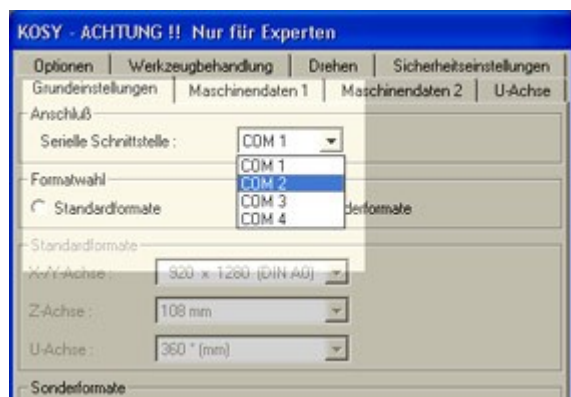 KOSY - ACHTUNG !! Nur für Experten
Optionen Werkzeugbehandlung Drehen Sicherheitseinstellungen
Grundeinstellungen Maschinendaten 1 Maschinendaten 2 U-Achse
Anschluß
Serielle Schnittstelle : COM 1
COM 1
COM 2
COM 3
COM 4
Formatwahl
Standardformate derformate
Standardformate
X-/Y-Achse : 920 x 1280 (DIN A0)
Z-Achse : 108 mm
U-Achse : 360 ° (mm)
Sonderformate